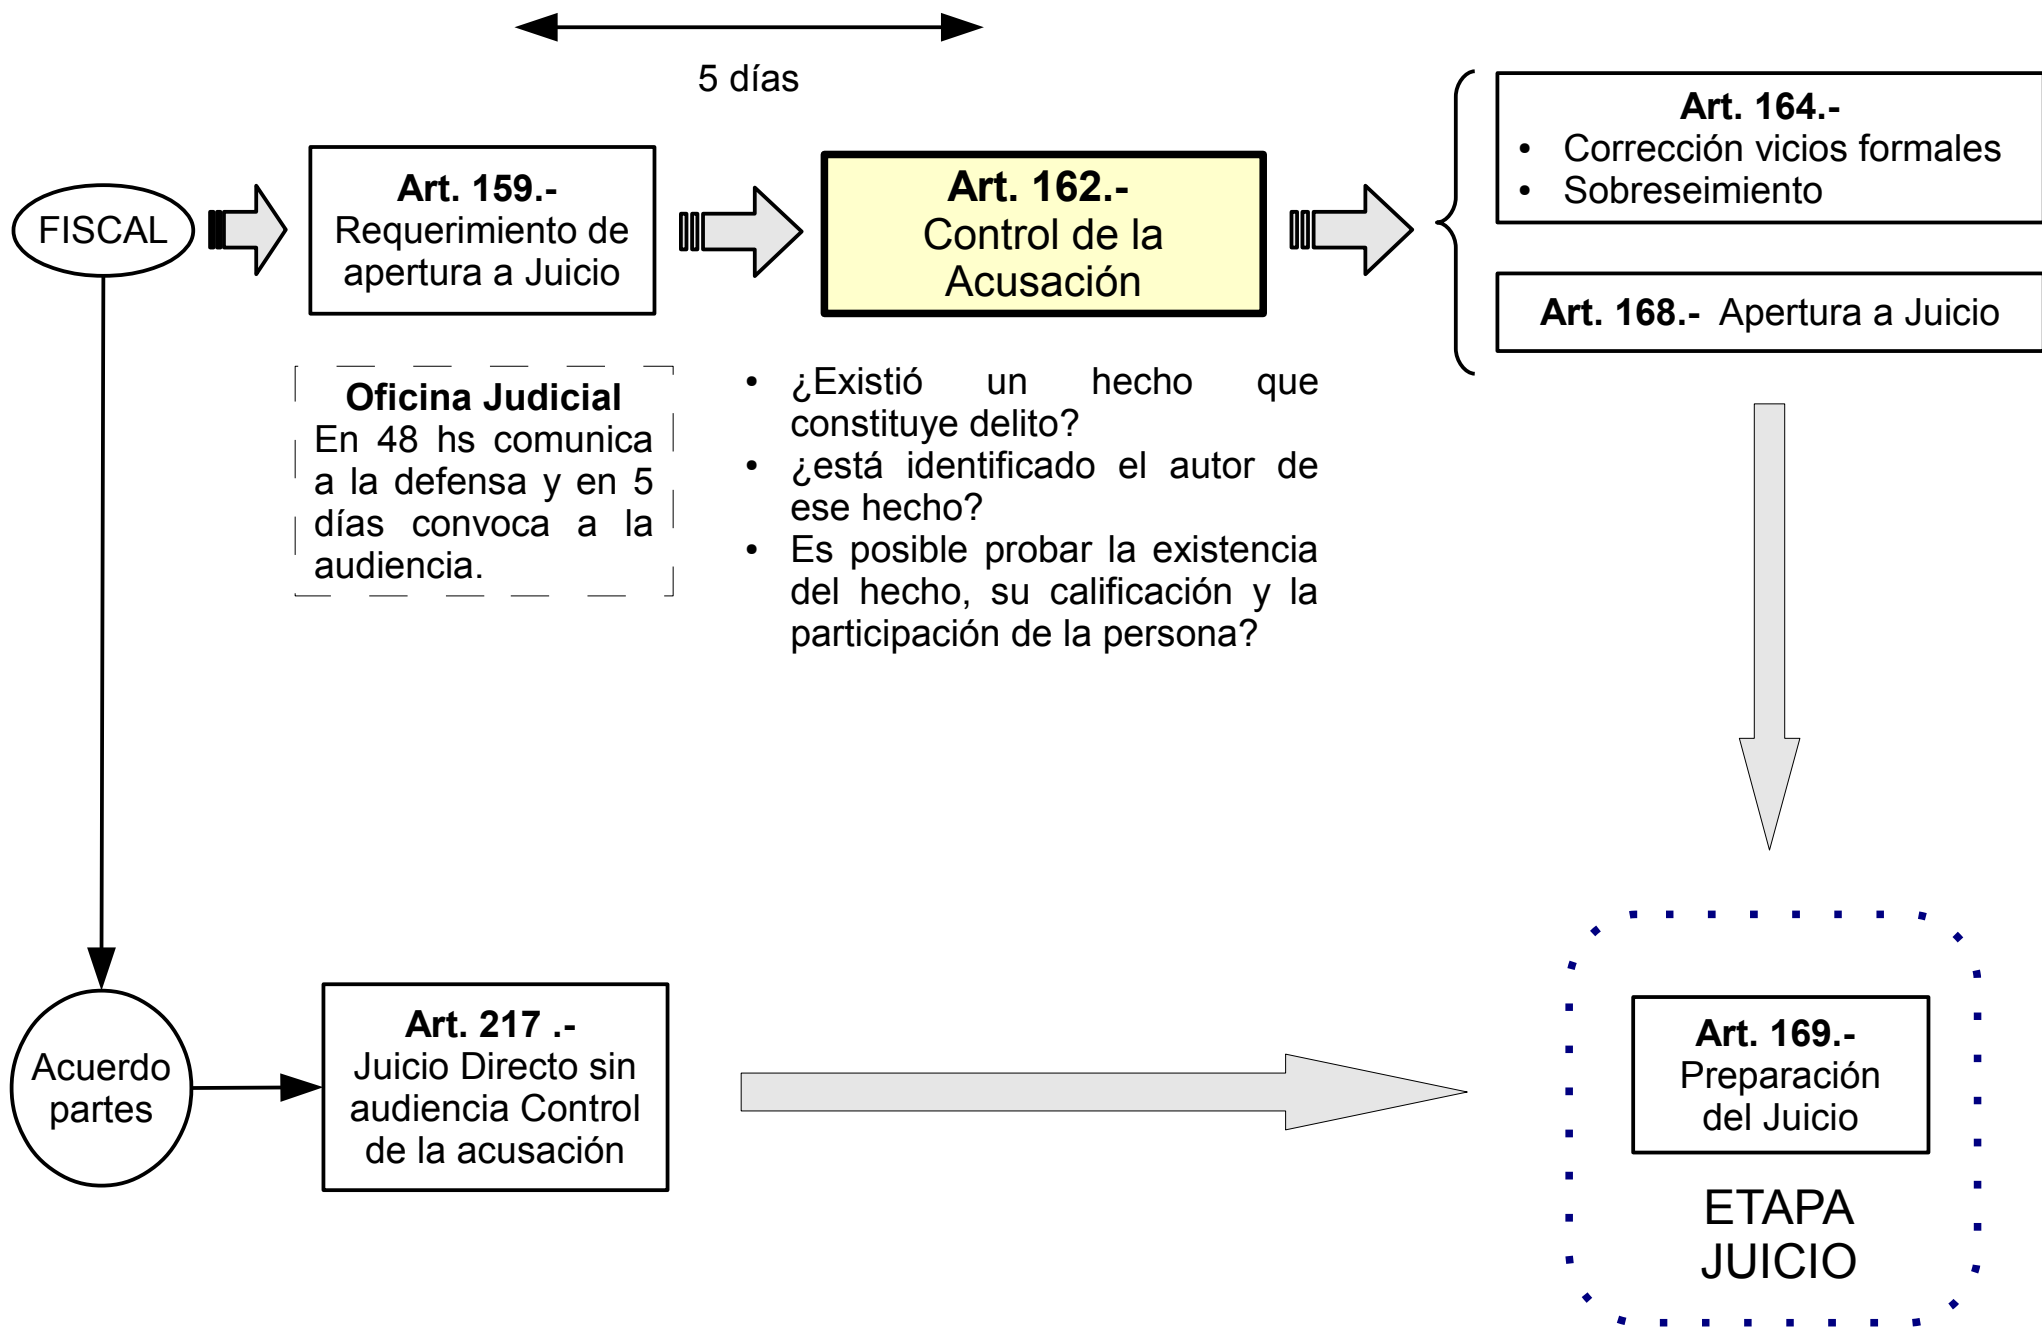 5 días
FISCAL
Art. 159.-
Requerimiento de
apertura a Juicio
Art. 162.-
Control de la
Acusación
Art. 164.-
• Corrección vicios formales
• Sobreseimiento
Art. 168.- Apertura a Juicio
Oficina Judicial
En 48 hs comunica
a la defensa y en 5
días convoca a la
audiencia.
• ¿Existió un hecho que
constituye delito?
• ¿está identificado el autor de
ese hecho?
• Es posible probar la existencia
del hecho, su calificación y la
participación de la persona?
Acuerdo
partes
Art. 217 .-
Juicio Directo sin
audiencia Control
de la acusación
Art. 169.-
Preparación
del Juicio
ETAPA
JUICIO